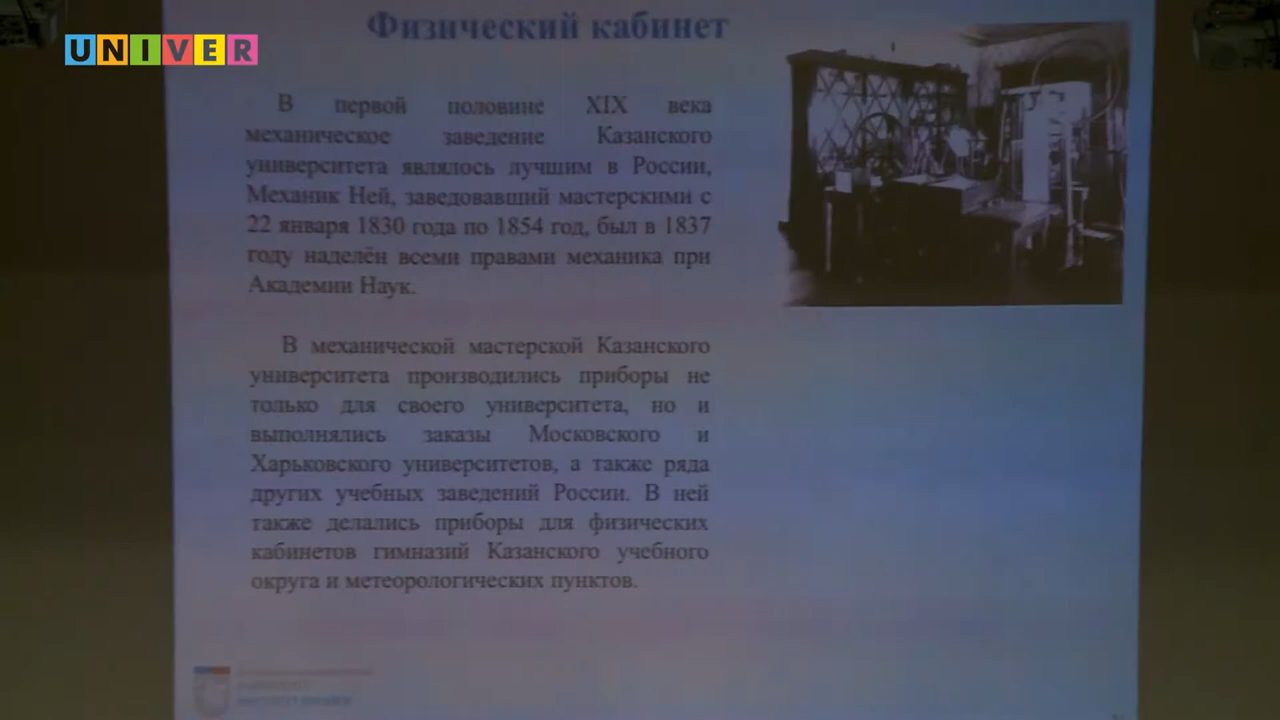 UNIVER
Физический кабинет
В первой половине XIX века
механическое заведение Казанского
университета являлось лучшим в России,
Механик Ней, заведовавший мастерскими с
22 января 1830 года по 1854 год, был в 1837
году наделён всеми правами механика при
Академии Наук.
В механической мастерской Казанского
университета производились приборы не
только для своего университета, но и
выполнялись заказы Московского и
Харьковского университетов, а также ряда
других учебных заведений России. В ней
также делались приборы для физических
кабинетов гимназий Казанского учебного
округа и метеорологических пунктов.